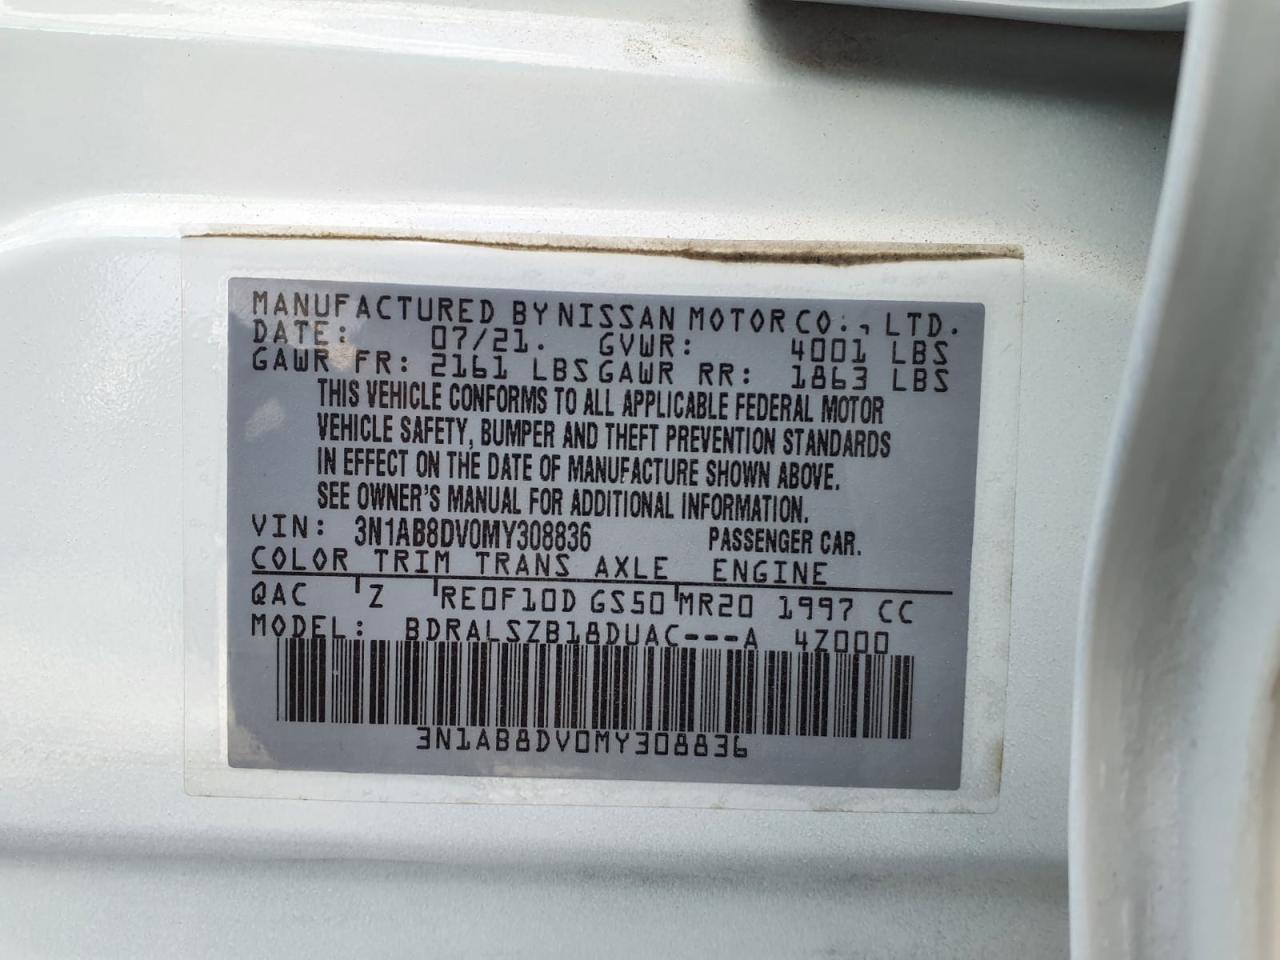 MANUFACTURED BY NISSAN MOTOR CO., LTD.
DATE: 07/21. GVWR: 4001 LBS
GAWR FR: 2161 LBS GAWR RR: 1863 LBS
THIS VEHICLE CONFORMS TO ALL APPLICABLE FEDERAL MOTOR
VEHICLE SAFETY, BUMPER AND THEFT PREVENTION STANDARDS
IN EFFECT ON THE DATE OF MANUFACTURE SHOWN ABOVE.
SEE OWNER'S MANUAL FOR ADDITIONAL INFORMATION.
VIN: 3N1AB8DV0MY308836 PASSENGER CAR.
COLOR TRIM TRANS AXLE ENGINE
QAC Z RE0F10D GS50 MR20 1997 CC
MODEL: BDRALSZB18DUAC---A 4Z000
3N1AB8DV0MY308836